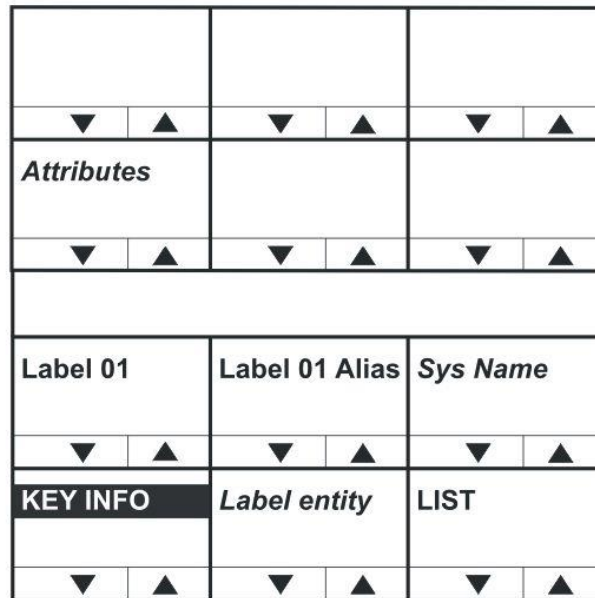 Attributes
Label 01
Label 01 Alias
Sys Name
KEY INFO
Label entity
LIST